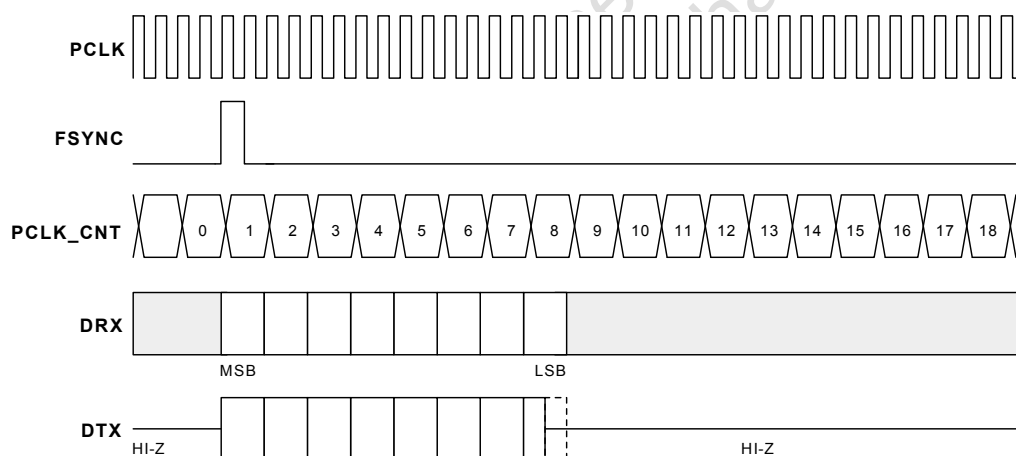 PCLK
FSYNC
PCLK_CNT 0 1 2 3 4 5 6 7 8 9 10 11 12 13 14 15 16 17 18
DRX
MSB LSB
DTX
HI-Z HI-Z